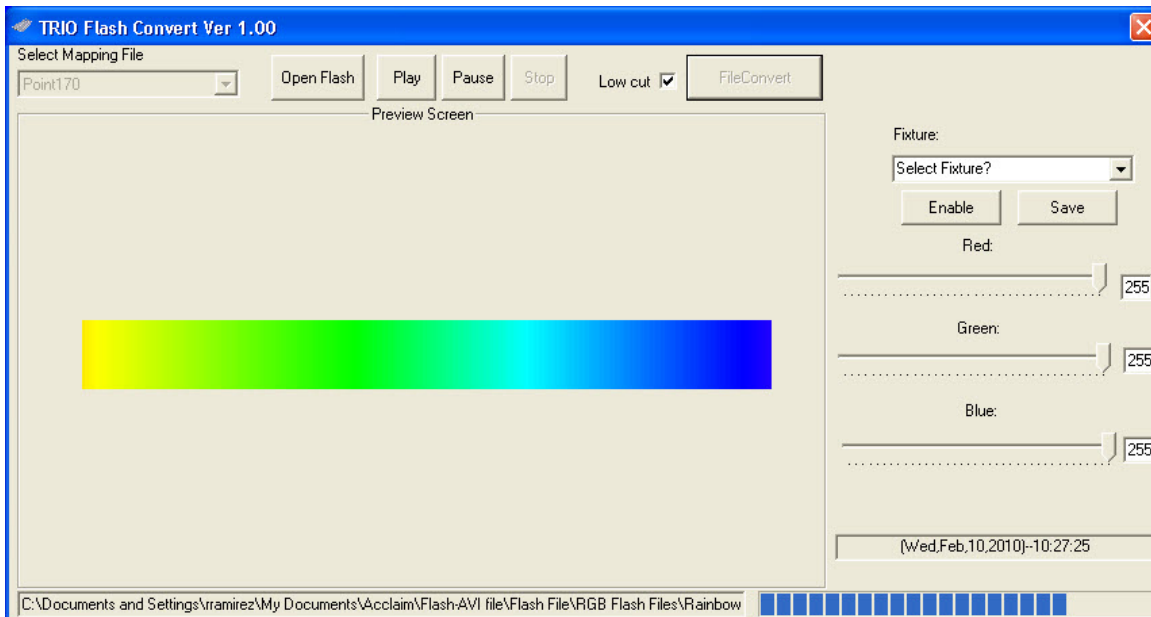 TRIO Flash Convert Ver 1.00
Select Mapping File
Point170
Open Flash
Play
Pause
Stop
Low cut
FileConvert
Preview Screen
Fixture:
Select Fixture?
Enable
Save
Red:
255
Green:
255
Blue:
255
(Wed,Feb,10,2010)--10:27:25
C:\Documents and Settings\rramirez\My Documents\Acclaim\Flash-AVI file\Flash File\RGB Flash Files\Rainbow